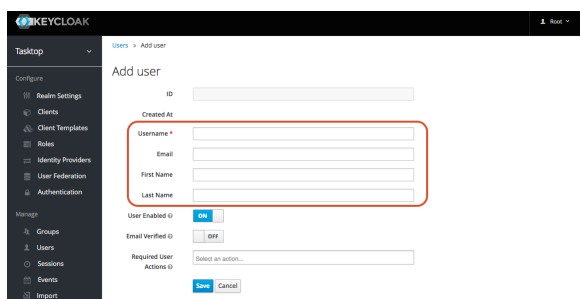 KEYCLOAK
Root
Tasktop
Users » Add user
Add user
Configure
Realm Settings
Clients
Client Templates
Roles
Identity Providers
User Federation
Authentication
Manage
Groups
Users
Sessions
Events
Import
ID
Created At
Username *
Email
First Name
Last Name
User Enabled
ON
Email Verified
OFF
Required User
Actions
Select an action...
Save Cancel